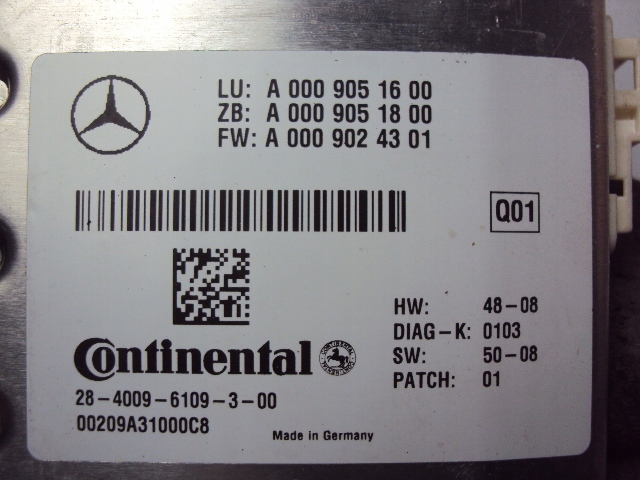 LU: A 000 905 16 00
ZB: A 000 905 18 00
FW: A 000 902 43 01
Q01
HW: 48-08
DIAG-K: 0103
SW: 50-08
PATCH: 01
Continental
28-4009-6109-3-00
00209A31000C8
Made in Germany